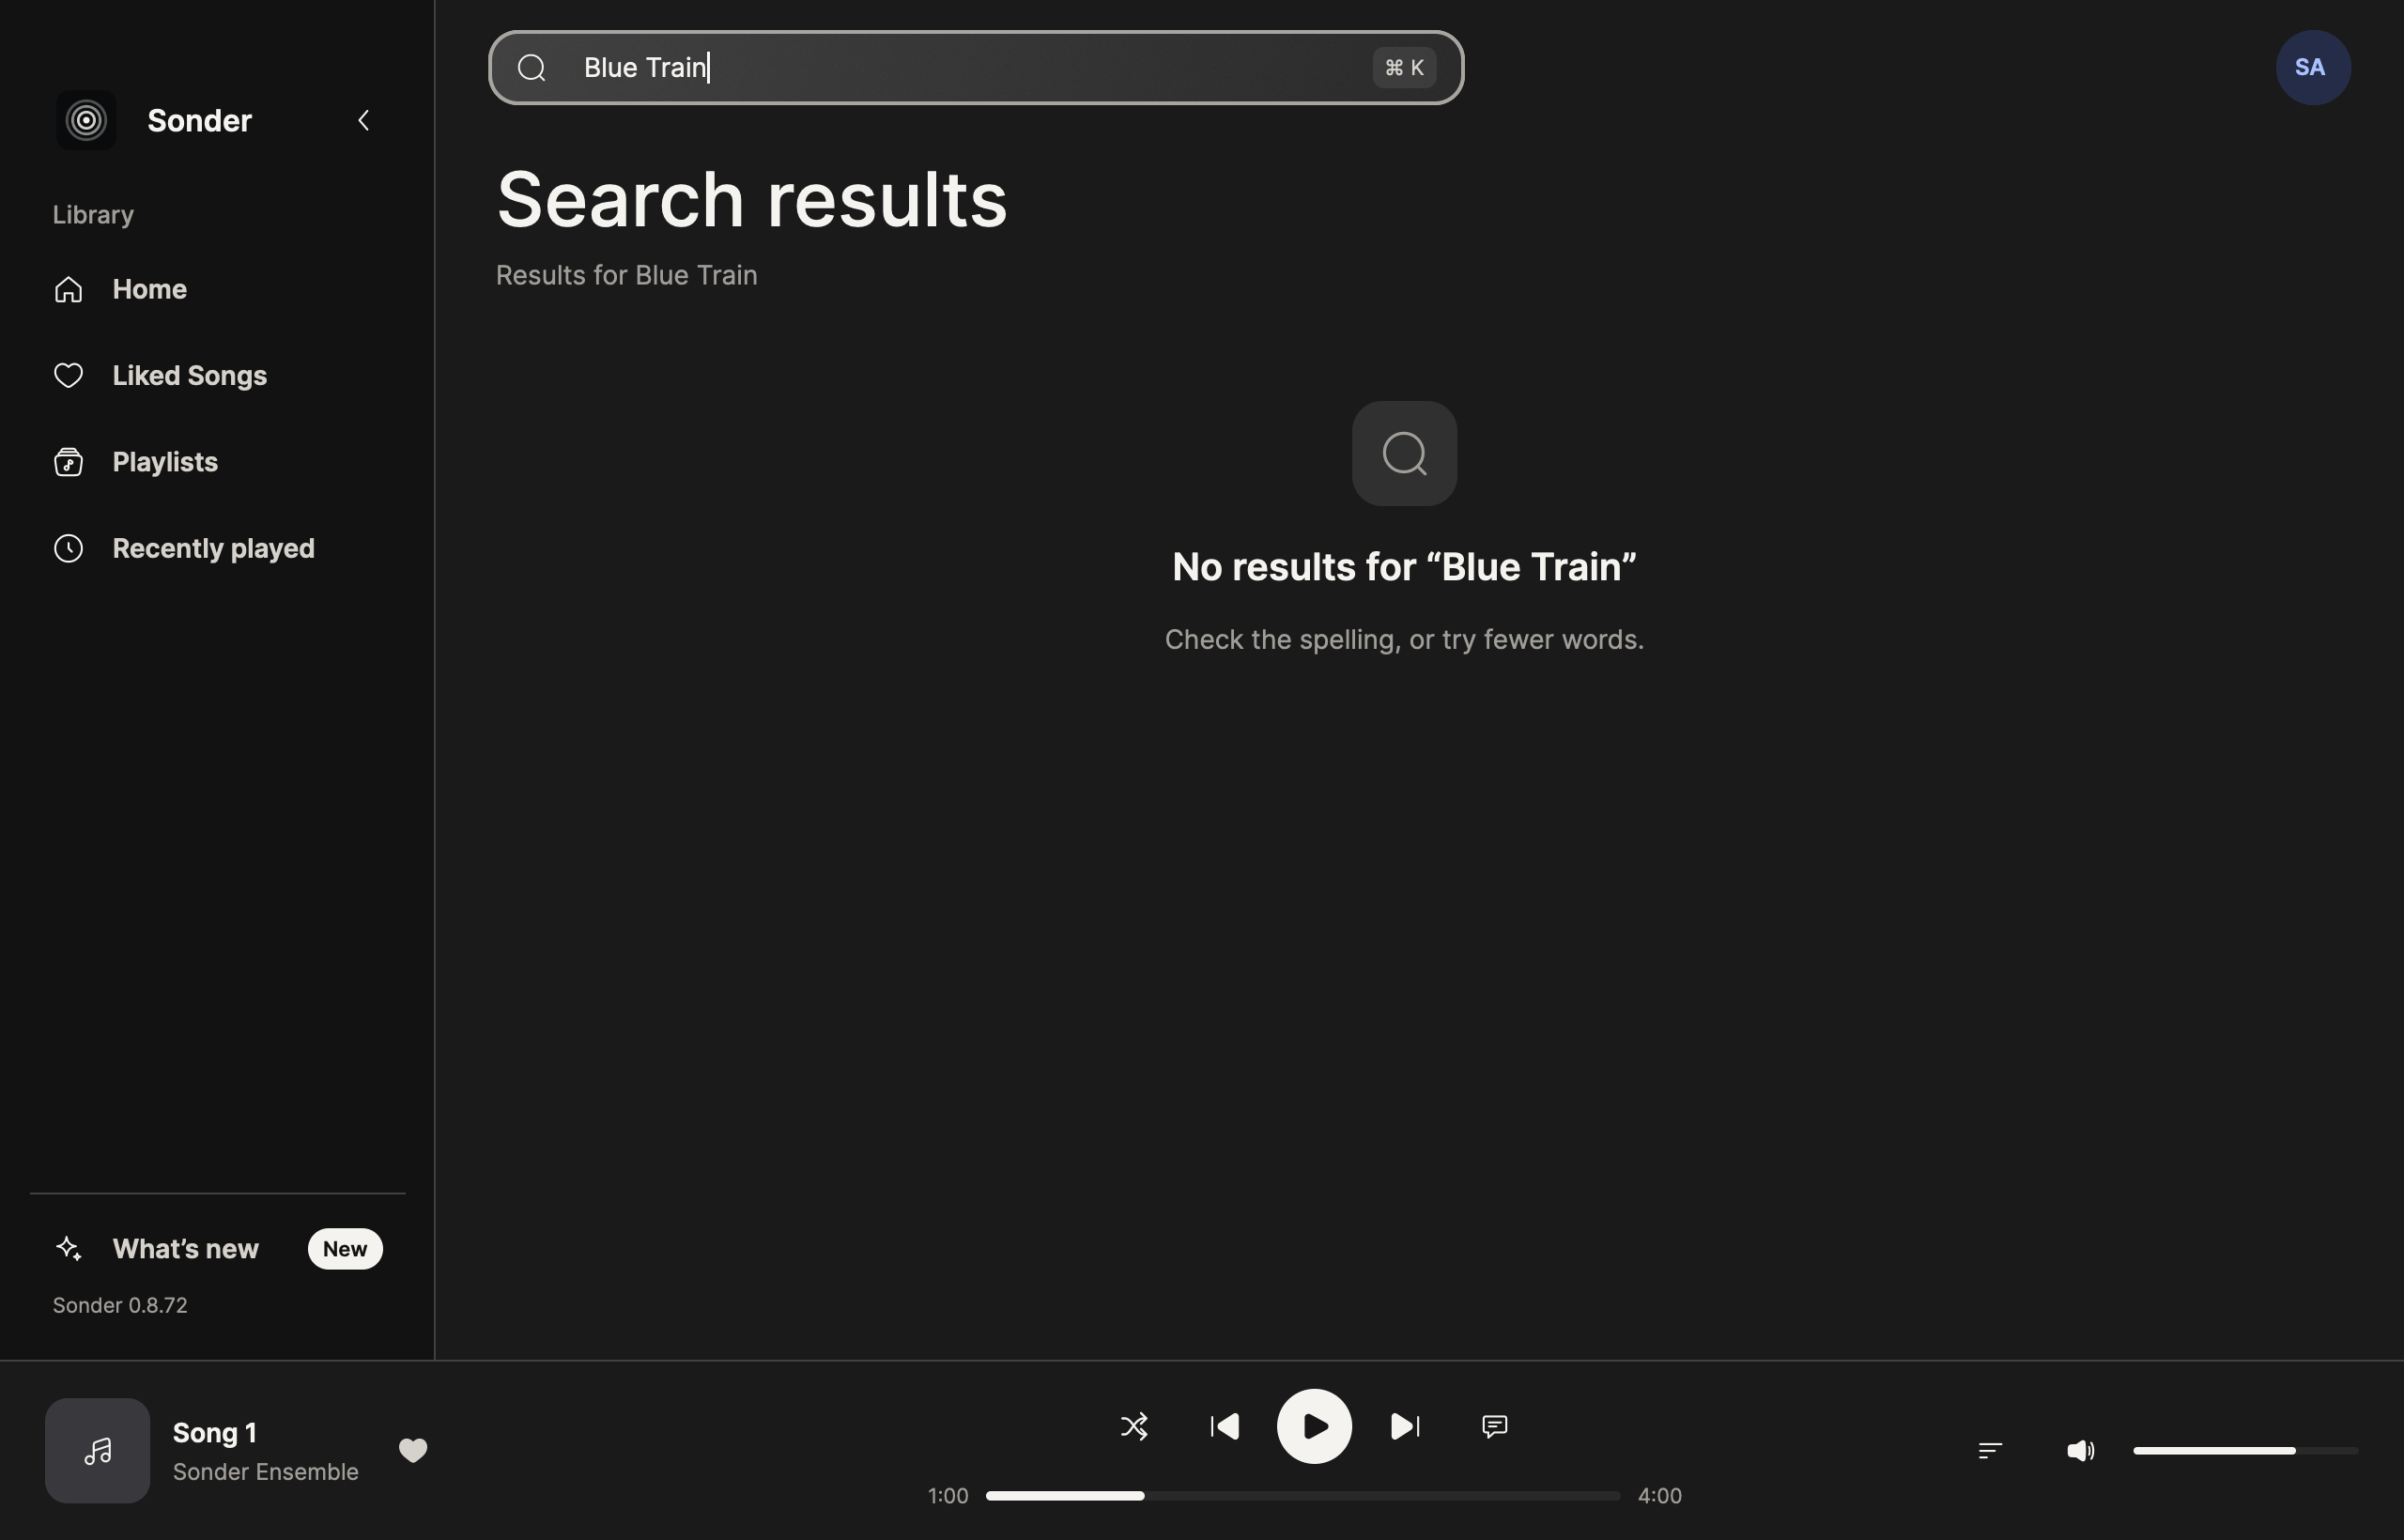 Blue Train
⌘ K
SA
Sonder
Library
Home
Liked Songs
Playlists
Recently played
Search results
Results for Blue Train
No results for “Blue Train”
Check the spelling, or try fewer words.
What’s new
New
Sonder 0.8.72
Song 1
Sonder Ensemble
1:00
4:00